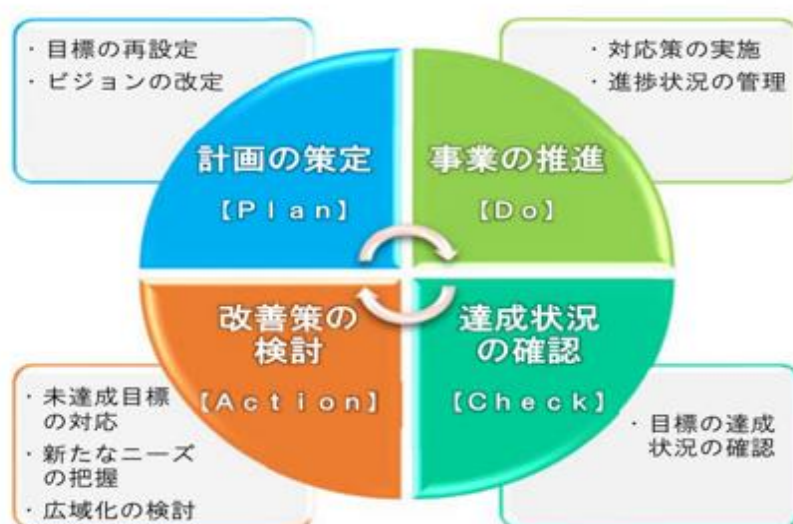 ・目標の再設定
・ビジョンの改定
計画の策定
【Plan】
・対応策の実施
・進捗状況の管理
事業の推進
【Do】
改善策の
検討
【Action】
・未達成目標
の対応
・新たなニーズ
の把握
・広域化の検討
達成状況
の確認
【Check】
・目標の達成
状況の確認